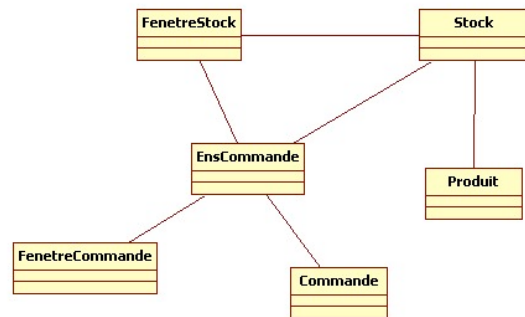 FenetreStock
Stock
EnsCommande
Produit
FenetreCommande
Commande